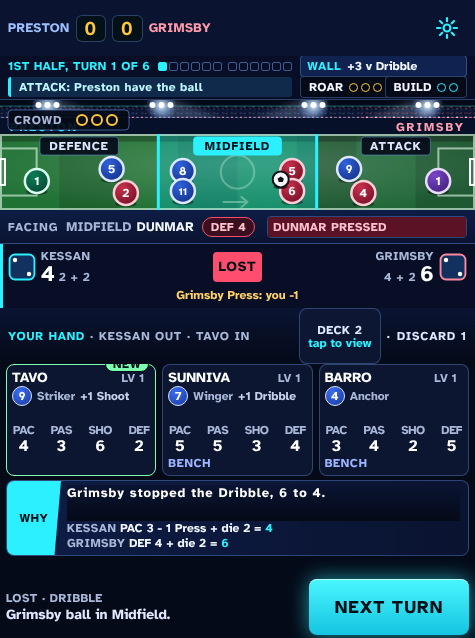 PRESTON 0 0 GRIMSBY
1ST HALF, TURN 1 OF 6
WALL +3 v Dribble
ATTACK: Preston have the ball
ROAR
BUILD
CROWD
PRESTON
GRIMSBY
DEFENCE
MIDFIELD
ATTACK
1 5 2 8 11 5 6 9 4 1
FACING MIDFIELD DUNMAR DEF 4
DUNMAR PRESSED
KESSAN
4 2 + 2
LOST
GRIMSBY
4 + 2 6
Grimsby Press: you -1
YOUR HAND · KESSAN OUT · TAVO IN
DECK 2
tap to view
· DISCARD 1
NEW
TAVO LV 1
9 Striker +1 Shoot
PAC PAS SHO DEF
4 3 6 2
SUNNIVA LV 1
7 Winger +1 Dribble
PAC PAS SHO DEF
5 5 3 4
BENCH
BARRO LV 1
4 Anchor
PAC PAS SHO DEF
3 4 2 5
BENCH
WHY
Grimsby stopped the Dribble, 6 to 4.
KESSAN PAC 3 - 1 Press + die 2 = 4
GRIMSBY DEF 4 + die 2 = 6
LOST · DRIBBLE
Grimsby ball in Midfield.
NEXT TURN